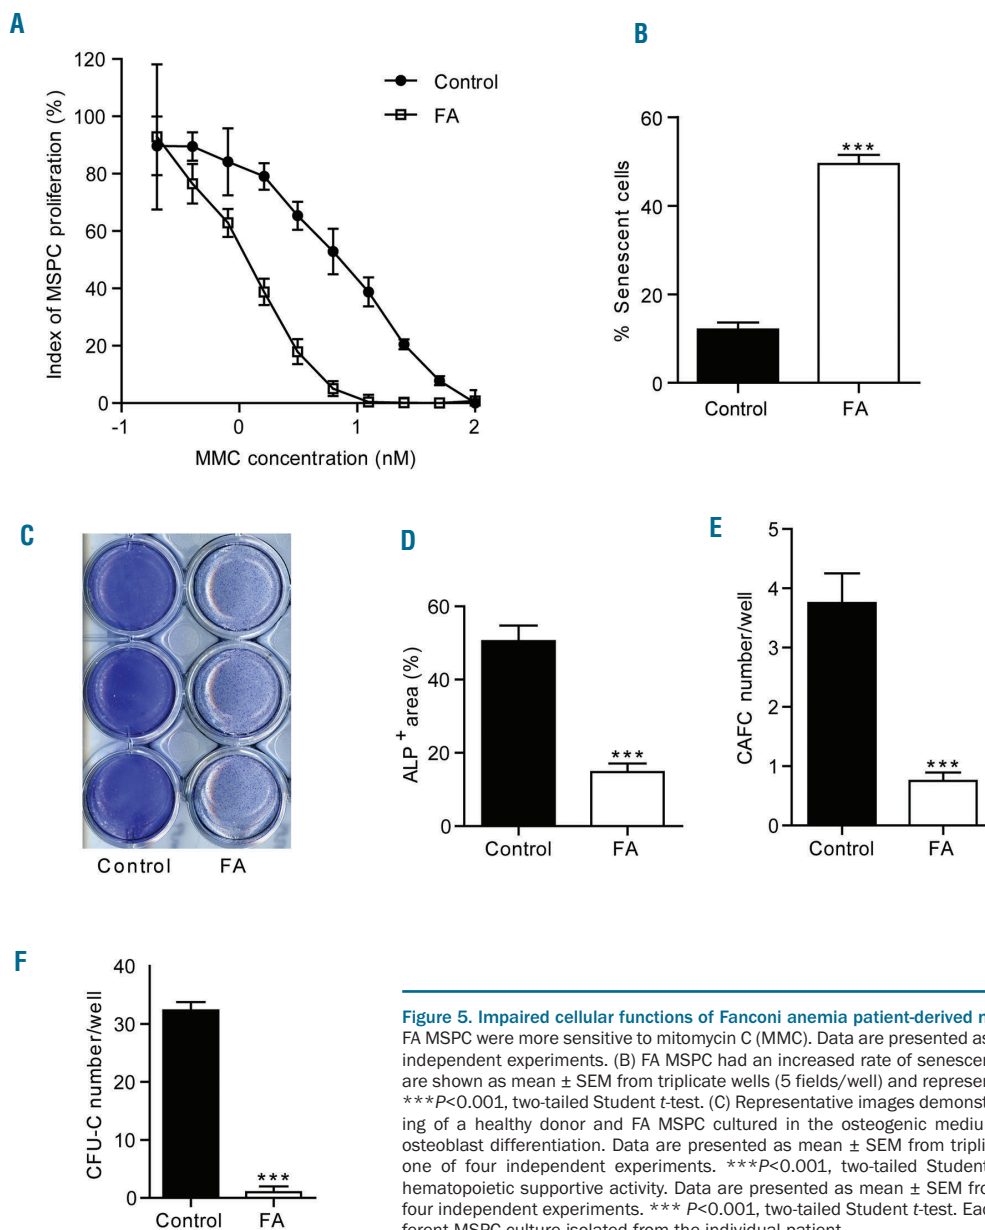 A
120
100
80
60
40
20
0
-1
0
1
2
Index of MSPC proliferation (%)
MMC concentration (nM)
Control
FA
B
60
40
20
0
% Senescent cells
***
Control
FA
C
Control
FA
D
60
40
20
0
ALP + area (%)
***
Control
FA
E
5
4
3
2
1
0
CAFC number/well
***
Control
FA
F
40
30
20
10
0
CFU-C number/well
***
Control
FA
Figure 5. Impaired cellular functions of Fanconi anemia patient-derived
FA MSPC were more sensitive to mitomycin C (MMC). Data are presented as
independent experiments. (B) FA MSPC had an increased rate of senescen
are shown as mean ± SEM from triplicate wells (5 fields/well) and represen
***P<0.001, two-tailed Student t-test. (C) Representative images demonst
ing of a healthy donor and FA MSPC cultured in the osteogenic mediu
osteoblast differentiation. Data are presented as mean ± SEM from tripli
one of four independent experiments. ***P<0.001, two-tailed Student
hematopoietic supportive activity. Data are presented as mean ± SEM fro
four independent experiments. *** P<0.001, two-tailed Student t-test. Eac
ferent MSPC culture isolated from the individual patient